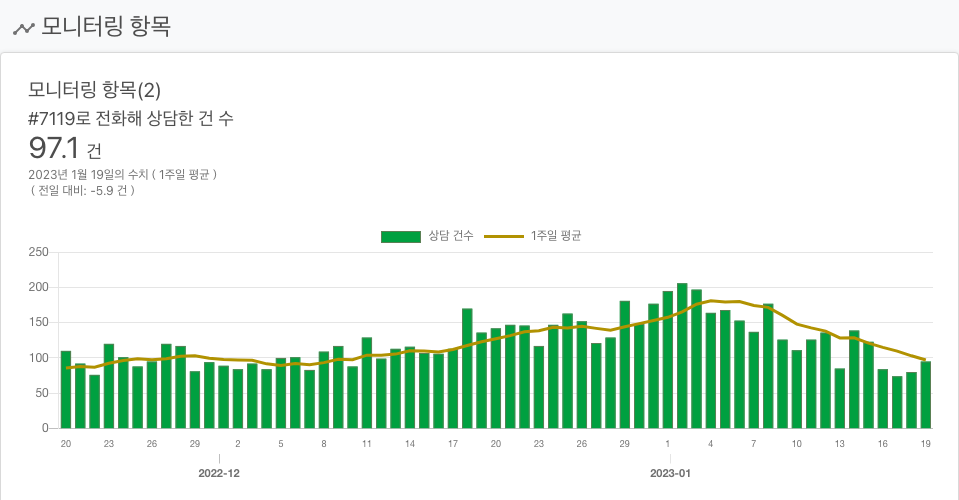 모니터링 항목
모니터링 항목(2)
#7119로 전화해 상담한 건 수
97.1 건
2023년 1월 19일의 수치 ( 1주일 평균 )
( 전일 대비: -5.9 건 )
상담 건수 1주일 평균
250
200
150
100
50
0
20 23 26 29 2 5 8 11 14 17 20 23 26 29 1 4 7 10 13 16 19
2022-12 2023-01